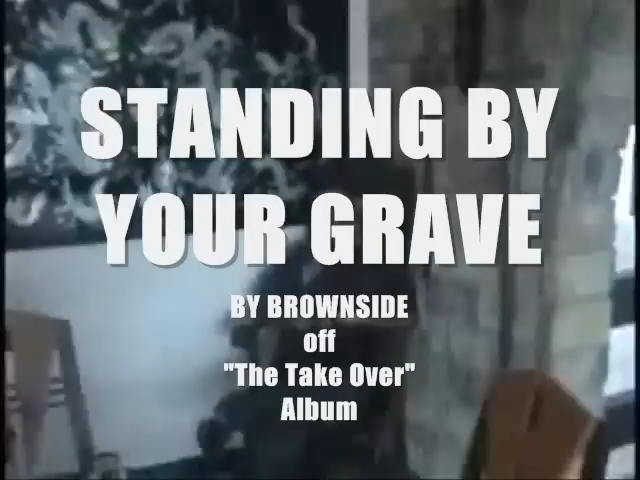 STANDING BY
YOUR GRAVE
BY BROWNSIDE
off
"The Take Over"
Album